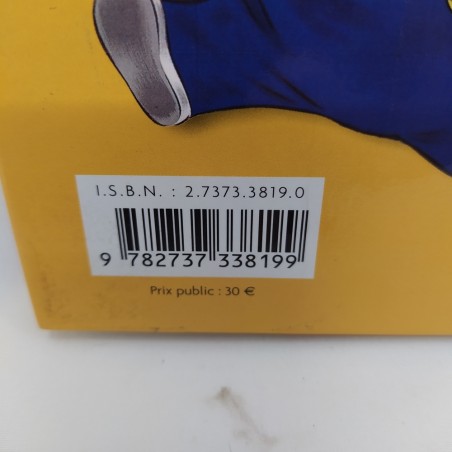 I.S.B.N. : 2.7373.3819.0
9 782737 338199
Prix public : 30 €